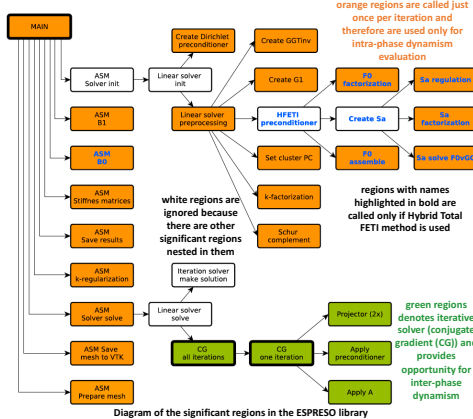 orange regions are called just
once per iteration and
therefore are used only for
intra-phase dynamism
evaluation
MAIN
Create Dirichlet
preconditioner
Create GGTinv
ASM
Solver init
Linear solver
init
Create G1
F0
factorization
Sa regulation
ASM
B1
Linear solver
preprocessing
HFETI
preconditioner
Create Sa
Sa
factorization
ASM
B0
Set cluster PC
F0
assemble
Sa solve F0vG0
ASM
Stiffnes matrices
k-factorization
white regions are
ignored because
there are other
significant regions
nested in them
regions with names
highlighted in bold are
called only if Hybrid Total
FETI method is used
ASM
Save results
Schur
complement
ASM
k-regularization
Iteration solver
make solution
ASM
Solver solve
Linear solver
solve
Projector (2x)
green regions
denotes iterative
solver (conjugate
gradient (CG)) and
provides
opportunity for
inter-phase
dynamism
ASM Save
mesh to VTK
CG
all iterations
CG
one iteration
Apply
preconditioner
ASM
Prepare mesh
Apply A
Diagram of the significant regions in the ESPRESO library